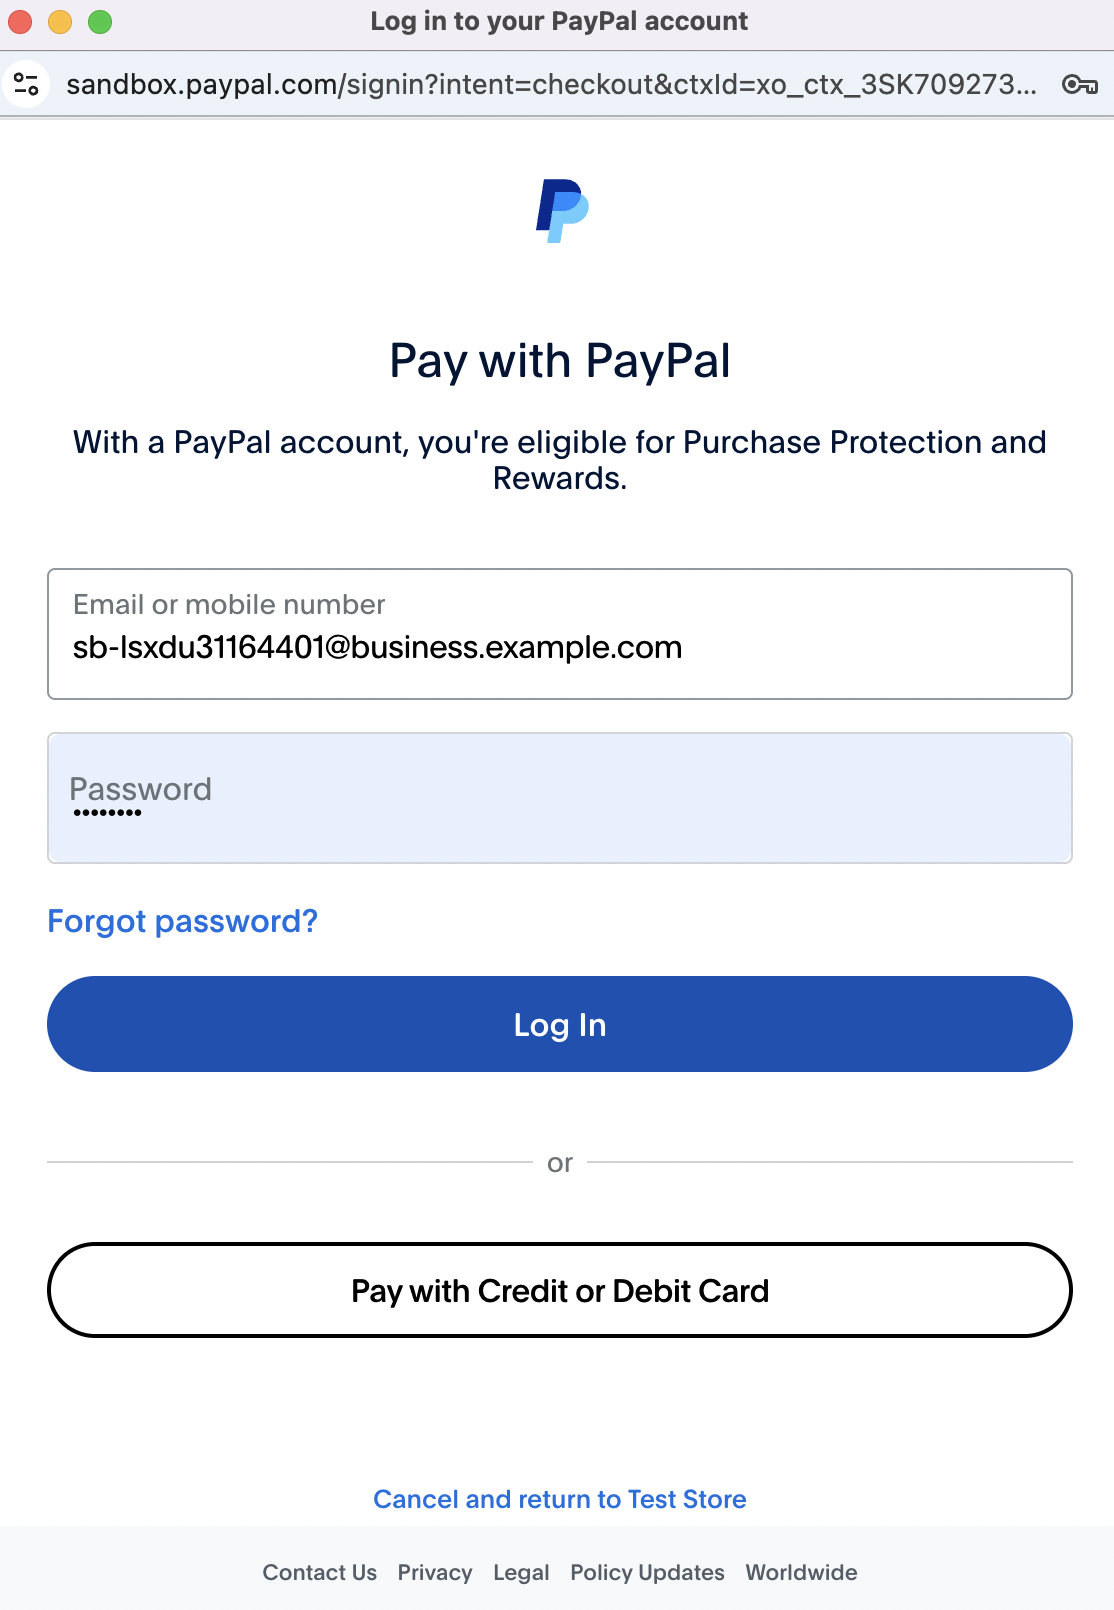 Log in to your PayPal account
sandbox.paypal.com/signin?intent=checkout&ctxId=xo_ctx_3SK709273...
Pay with PayPal
With a PayPal account, you're eligible for Purchase Protection and
Rewards.
Email or mobile number
sb-lsxdu31164401@business.example.com
Password
••••••••
Forgot password?
Log In
or
Pay with Credit or Debit Card
Cancel and return to Test Store
Contact Us Privacy Legal Policy Updates Worldwide